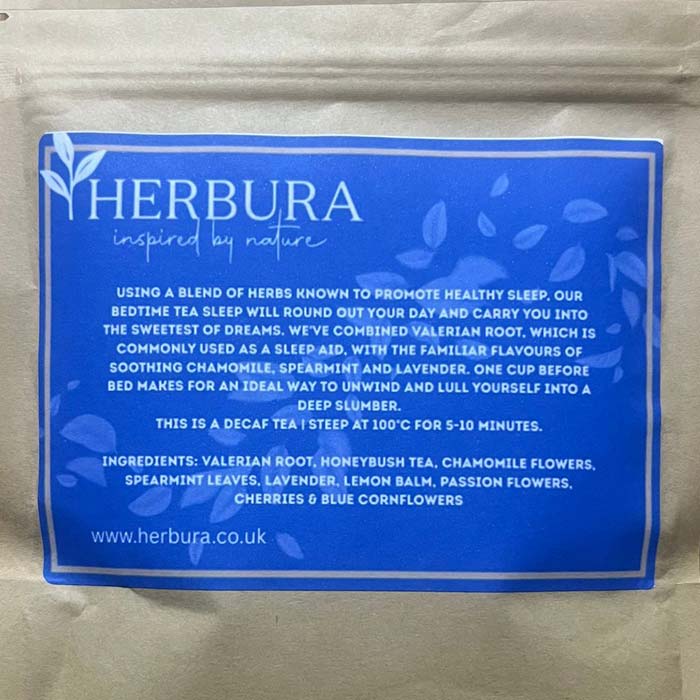 HERBURA
inspired by nature
USING A BLEND OF HERBS KNOWN TO PROMOTE HEALTHY SLEEP. OUR
BEDTIME TEA SLEEP WILL ROUND OUT YOUR DAY AND CARRY YOU INTO
THE SWEETEST OF DREAMS. WE'VE COMBINED VALERIAN ROOT, WHICH IS
COMMONLY USED AS A SLEEP AID, WITH THE FAMILIAR FLAVOURS OF
SOOTHING CHAMOMILE, SPEARMINT AND LAVENDER. ONE CUP BEFORE
BED MAKES FOR AN IDEAL WAY TO UNWIND AND LULL YOURSELF INTO A
DEEP SLUMBER.
THIS IS A DECAF TEA | STEEP AT 100°C FOR 5-10 MINUTES.
INGREDIENTS: VALERIAN ROOT, HONEYBUSH TEA, CHAMOMILE FLOWERS,
SPEARMINT LEAVES, LAVENDER, LEMON BALM, PASSION FLOWERS,
CHERRIES & BLUE CORNFLOWERS
www.herbura.co.uk